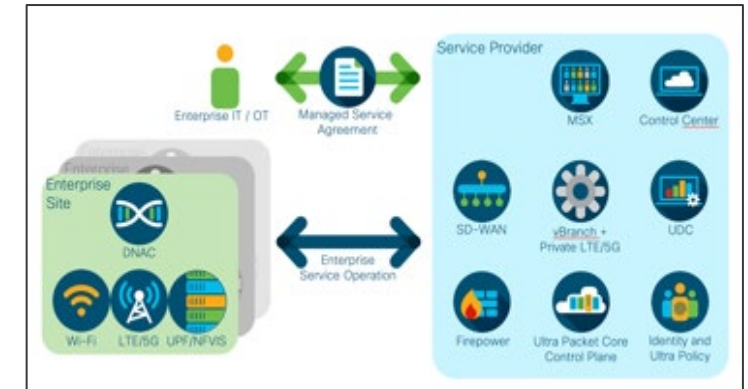 Service Provider
Enterprise IT / OT
Managed Service
Agreement
MSX
Control Center
Enterprise
Enterprise
Site
DNAC
SD-WAN
vBranch +
Private LTE/5G
UDC
Enterprise
Service Operation
Wi-Fi
LTE/5G
UPF/NFVIS
Firepower
Ultra Packet Core
Control Plane
Identity and
Ultra Policy